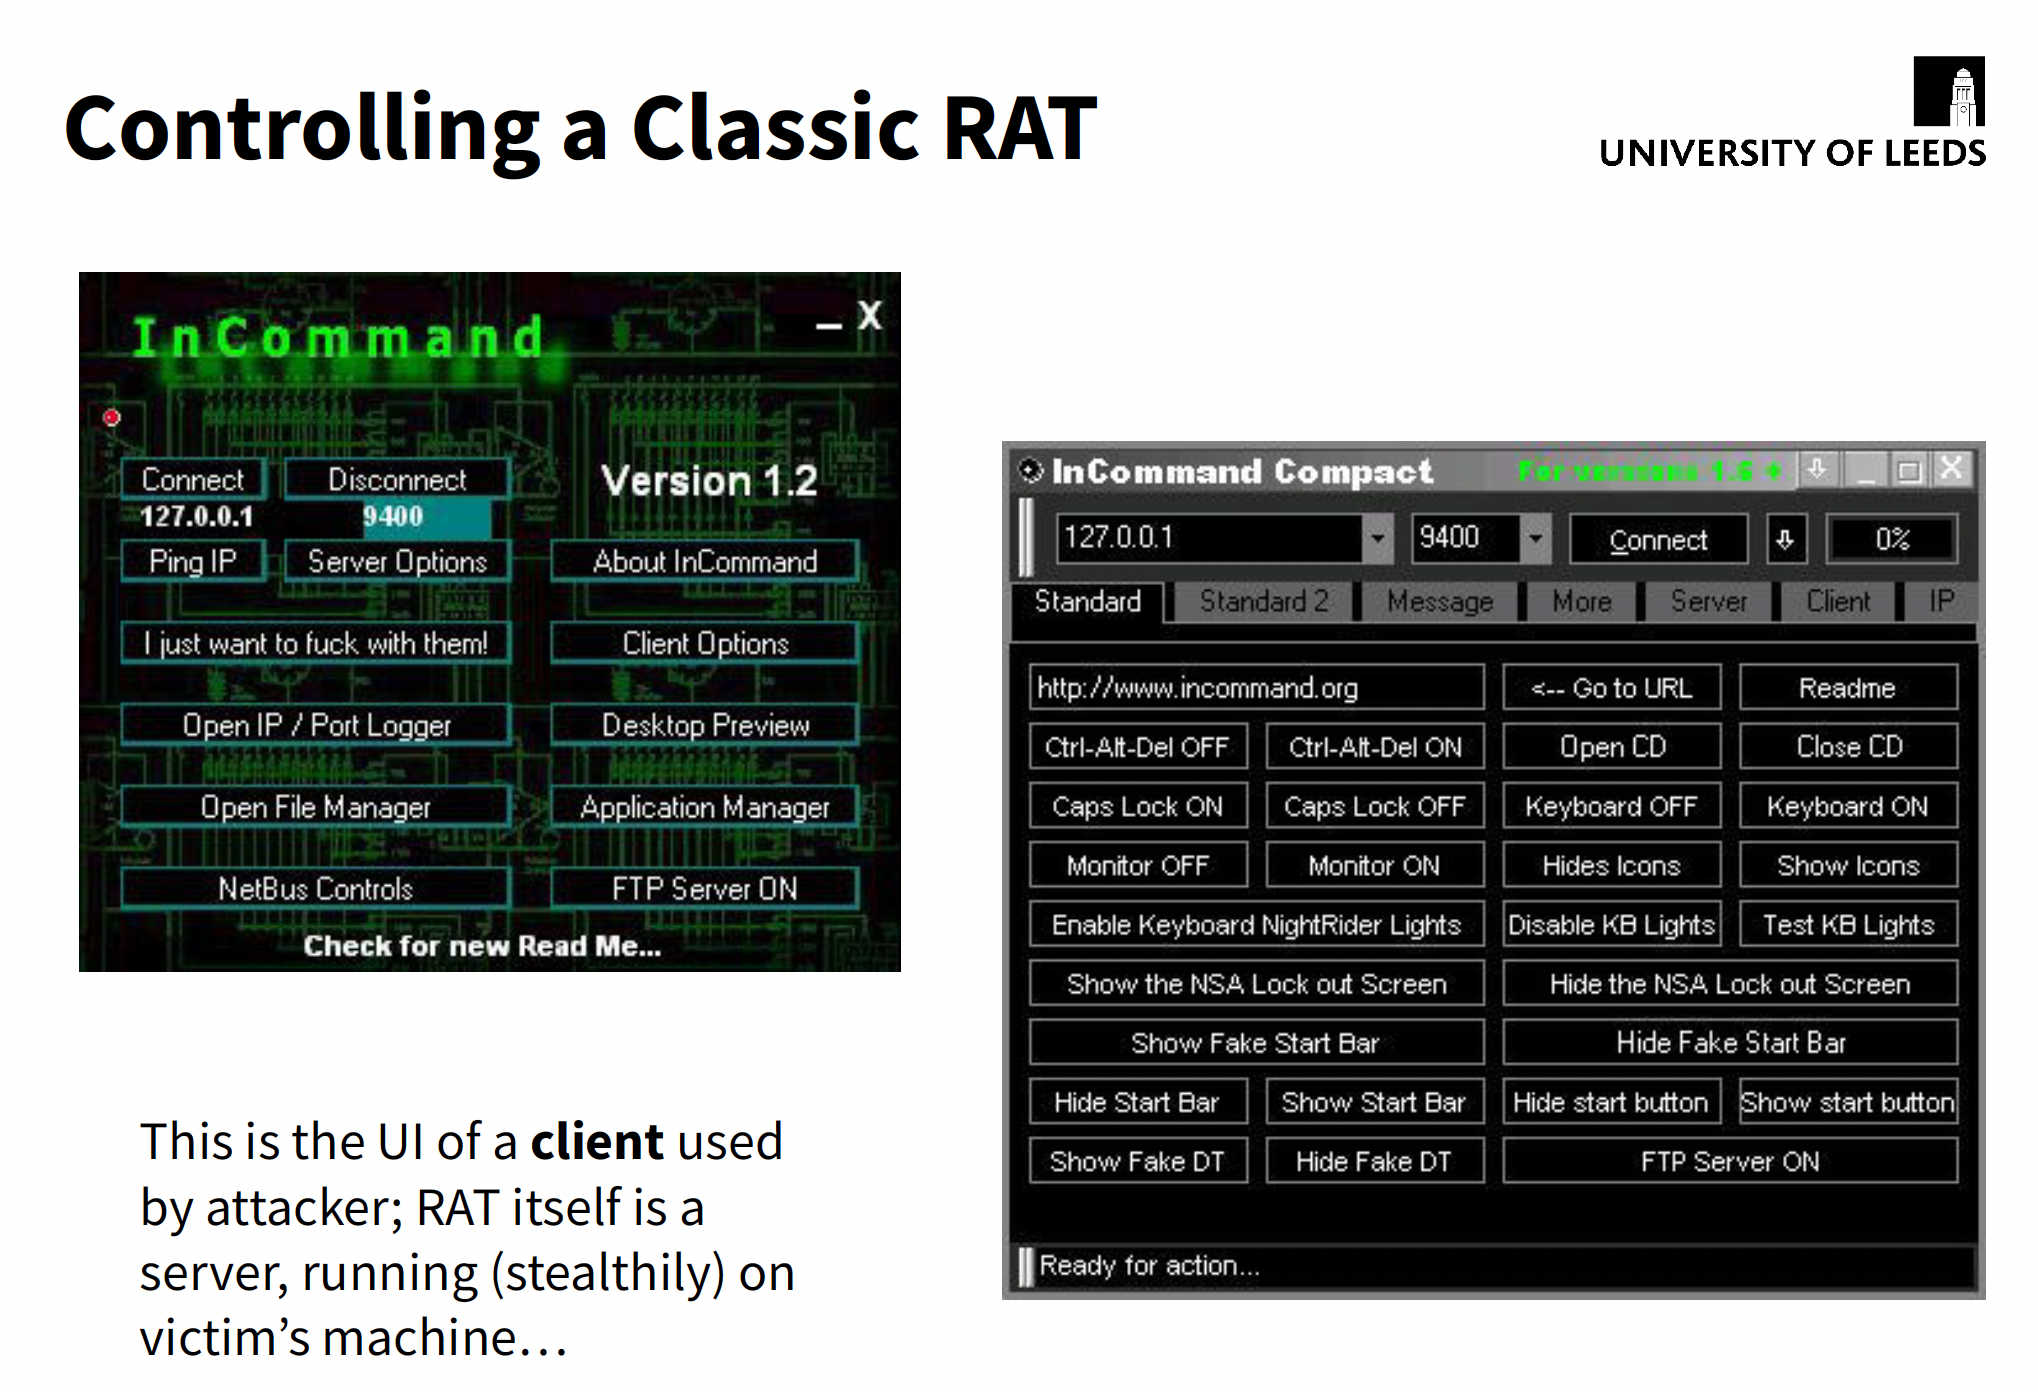 Controlling a Classic RAT
UNIVERSITY OF LEEDS
InCommand
_ X
Connect Disconnect Version 1.2
127.0.0.1 9400
Ping IP Server Options About InCommand
I just want to fuck with them! Client Options
Open IP / Port Logger Desktop Preview
Open File Manager Application Manager
NetBus Controls FTP Server ON
Check for new Read Me...
This is the UI of a client used
by attacker; RAT itself is a
server, running (stealthily) on
victim’s machine…
InCommand Compact For versions 1.6 +
127.0.0.1 9400 Connect 0%
Standard Standard 2 Message More Server Client IP
http://www.incommand.org <-- Go to URL Readme
Ctrl-Alt-Del OFF Ctrl-Alt-Del ON Open CD Close CD
Caps Lock ON Caps Lock OFF Keyboard OFF Keyboard ON
Monitor OFF Monitor ON Hides Icons Show Icons
Enable Keyboard NightRider Lights Disable KB Lights Test KB Lights
Show the NSA Lock out Screen Hide the NSA Lock out Screen
Show Fake Start Bar Hide Fake Start Bar
Hide Start Bar Show Start Bar Hide start button Show start button
Show Fake DT Hide Fake DT FTP Server ON
Ready for action...